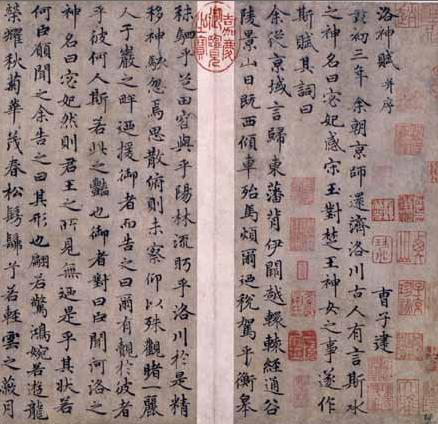 洛神賦 并序
曹子建
黃初三年余朝京師還濟洛川古人有言斯水
之神名曰宓妃感宋玉對楚王神女之事遂作
斯賦其詞曰
余從京域言歸東藩背伊闕越轘轅經通谷
陵景山日既西傾車殆馬煩爾迺稅駕乎蘅皋
秣駟乎芝田容與乎陽林流眄乎洛川於是精
移神駭忽焉思散俯則未察仰以殊觀睹一麗
人于巖之畔迺援御者而告之曰爾有覿於彼者
乎彼何人斯若此之豔也御者對曰臣聞河洛之
神名曰宓妃然則君王之所見無迺是乎其狀若
何臣願聞之余告之曰其形也翩若驚鴻婉若遊龍
榮耀秋菊華茂春松髣髴兮若輕雲之蔽月
嘉慶御覽之寶